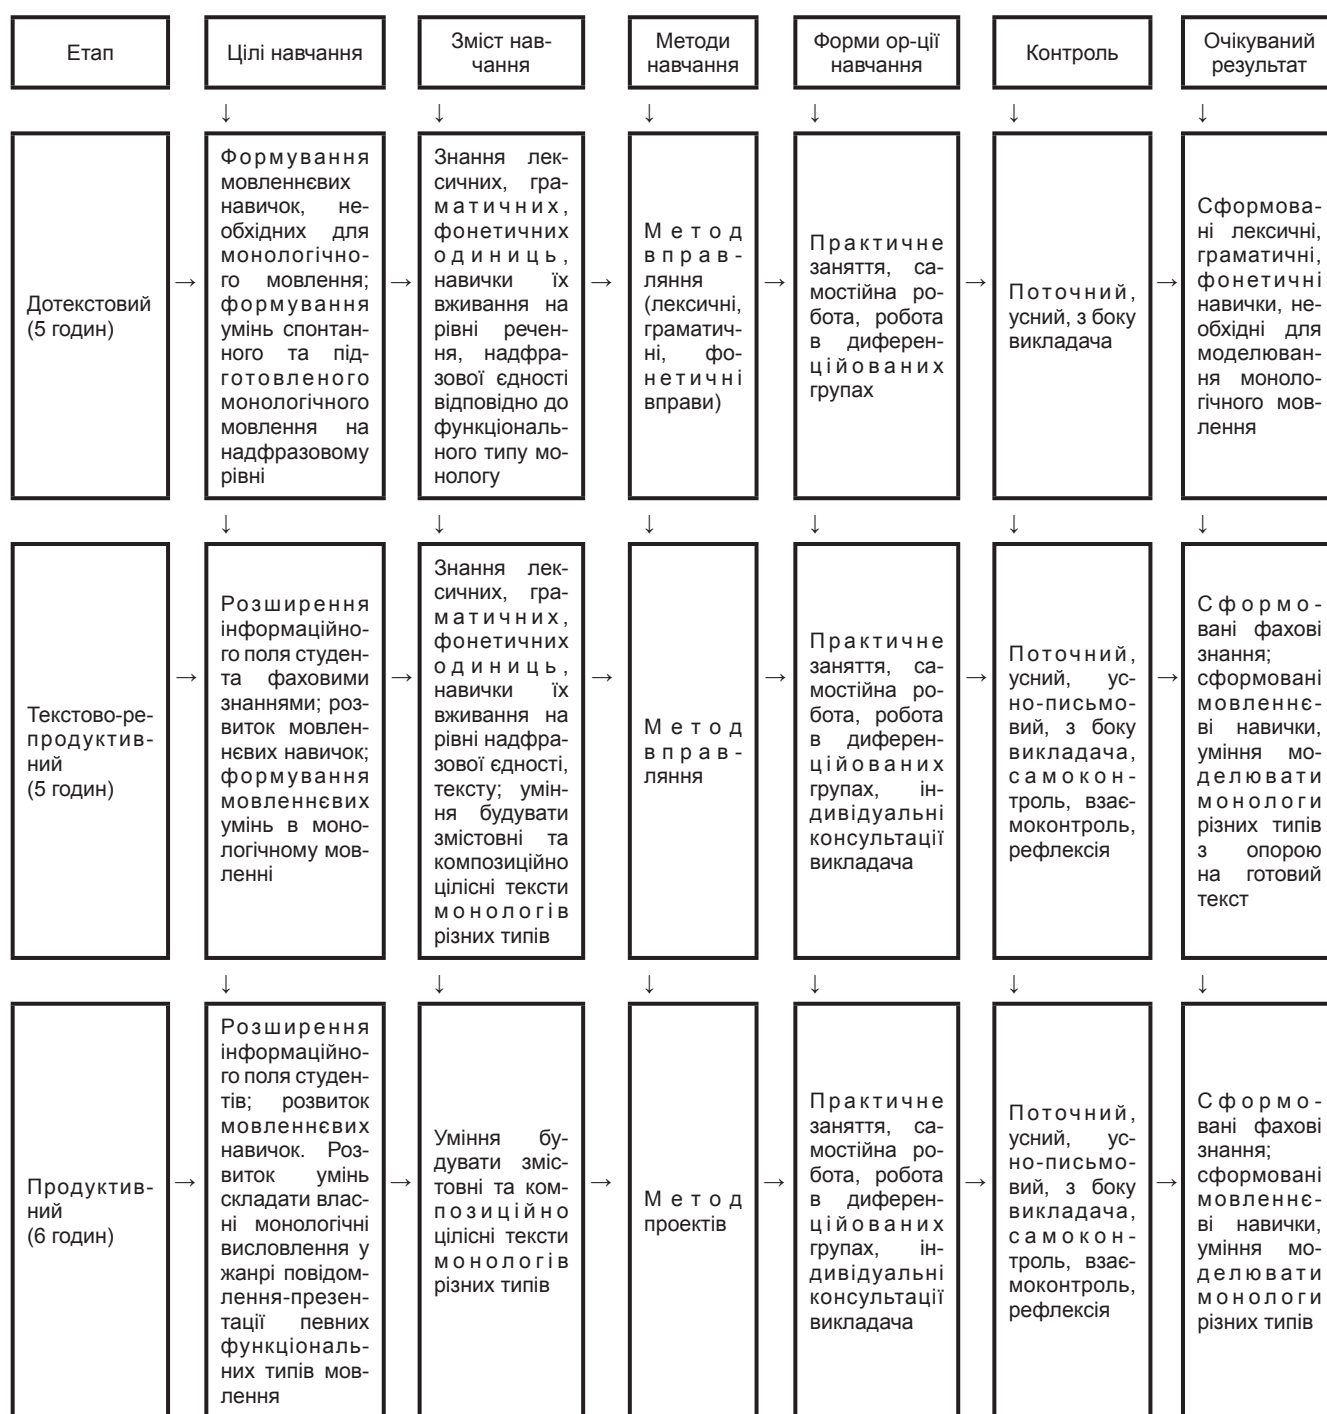 Етап
Цілі навчання
Зміст нав-
чання
Методи
навчання
Форми ор-ції
навчання
Контроль
Очікуваний
результат
↓ ↓ ↓ ↓ ↓ ↓
Дотекстовий
(5 годин)
→
Формування
мовленнєвих
навичок, не-
обхідних для
монологічно-
го мовлення;
формування
умінь спонтан-
ного та під-
готовленого
монологічного
мовлення на
надфразовому
рівні
→
Знання лек-
сичних, гра-
матичних,
фонетичних
одиниць,
навички їх
вживання на
рівні речен-
ня, надфра-
зової єдності
відповідно до
функціональ-
ного типу мо-
нологу
→
Метод
вправ-
ляння
(лексичні,
граматич-
ні, фо-
нетичні
вправи)
→
Практичне
заняття, са-
мостійна ро-
бота, робота
в диферен-
ційованих
групах
→
Поточний,
усний, з боку
викладача
→
Сформова-
ні лексичні,
граматичні,
фонетичні
навички, не-
обхідні для
моделюван-
ня моноло-
гічного мов-
лення
↓ ↓ ↓ ↓ ↓ ↓
Текстово-ре-
продуктив-
ний
(5 годин)
→
Розширення
інформаційно-
го поля студен-
та фаховими
знаннями; роз-
виток мовлен-
нєвих навичок;
формування
мовленнєвих
умінь в моно-
логічному мов-
ленні
→
Знання лек-
сичних, гра-
матичних,
фонетичних
одиниць,
навички їх
вживання на
рівні надфра-
зової єдності,
тексту; умін-
ня будувати
змістовні та
композиційно
цілісні тексти
монологів
різних типів
→
Метод
вправ-
ляння
→
Практичне
заняття, са-
мостійна ро-
бота, робота
в диферен-
ційованих
групах, ін-
дивідуальні
консультації
викладача
→
Поточний,
усний, ус-
но-письмо-
вий, з боку
викладача,
самокон-
троль, взає-
моконтроль,
рефлексія
→
Сформо-
вані фахові
знання;
сформовані
мовленнє-
ві навички,
уміння мо-
делювати
монологи
різних типів
з опорою
на готовий
текст
↓ ↓ ↓ ↓ ↓ ↓
Продуктив-
ний
(6 годин)
→
Розширення
інформаційно-
го поля студен-
тів; розвиток
мовленнєвих
навичок. Роз-
виток умінь
складати влас-
ні монологічні
висловлення у
жанрі повідом-
лення-презен-
тації певних
функціональ-
них типів мов-
лення
→
Уміння бу-
дувати зміс-
товні та ком-
позиційно
цілісні тексти
монологів
різних типів
→
Метод
проектів
→
Практичне
заняття, са-
мостійна ро-
бота, робота
в диферен-
ційованих
групах, ін-
дивідуальні
консультації
викладача
→
Поточний,
усний, ус-
но-письмо-
вий, з боку
викладача,
самокон-
троль, взає-
моконтроль,
рефлексія
→
Сформо-
вані фахові
знання;
сформовані
мовленнє-
ві навички,
уміння мо-
делювати
монологи
різних типів